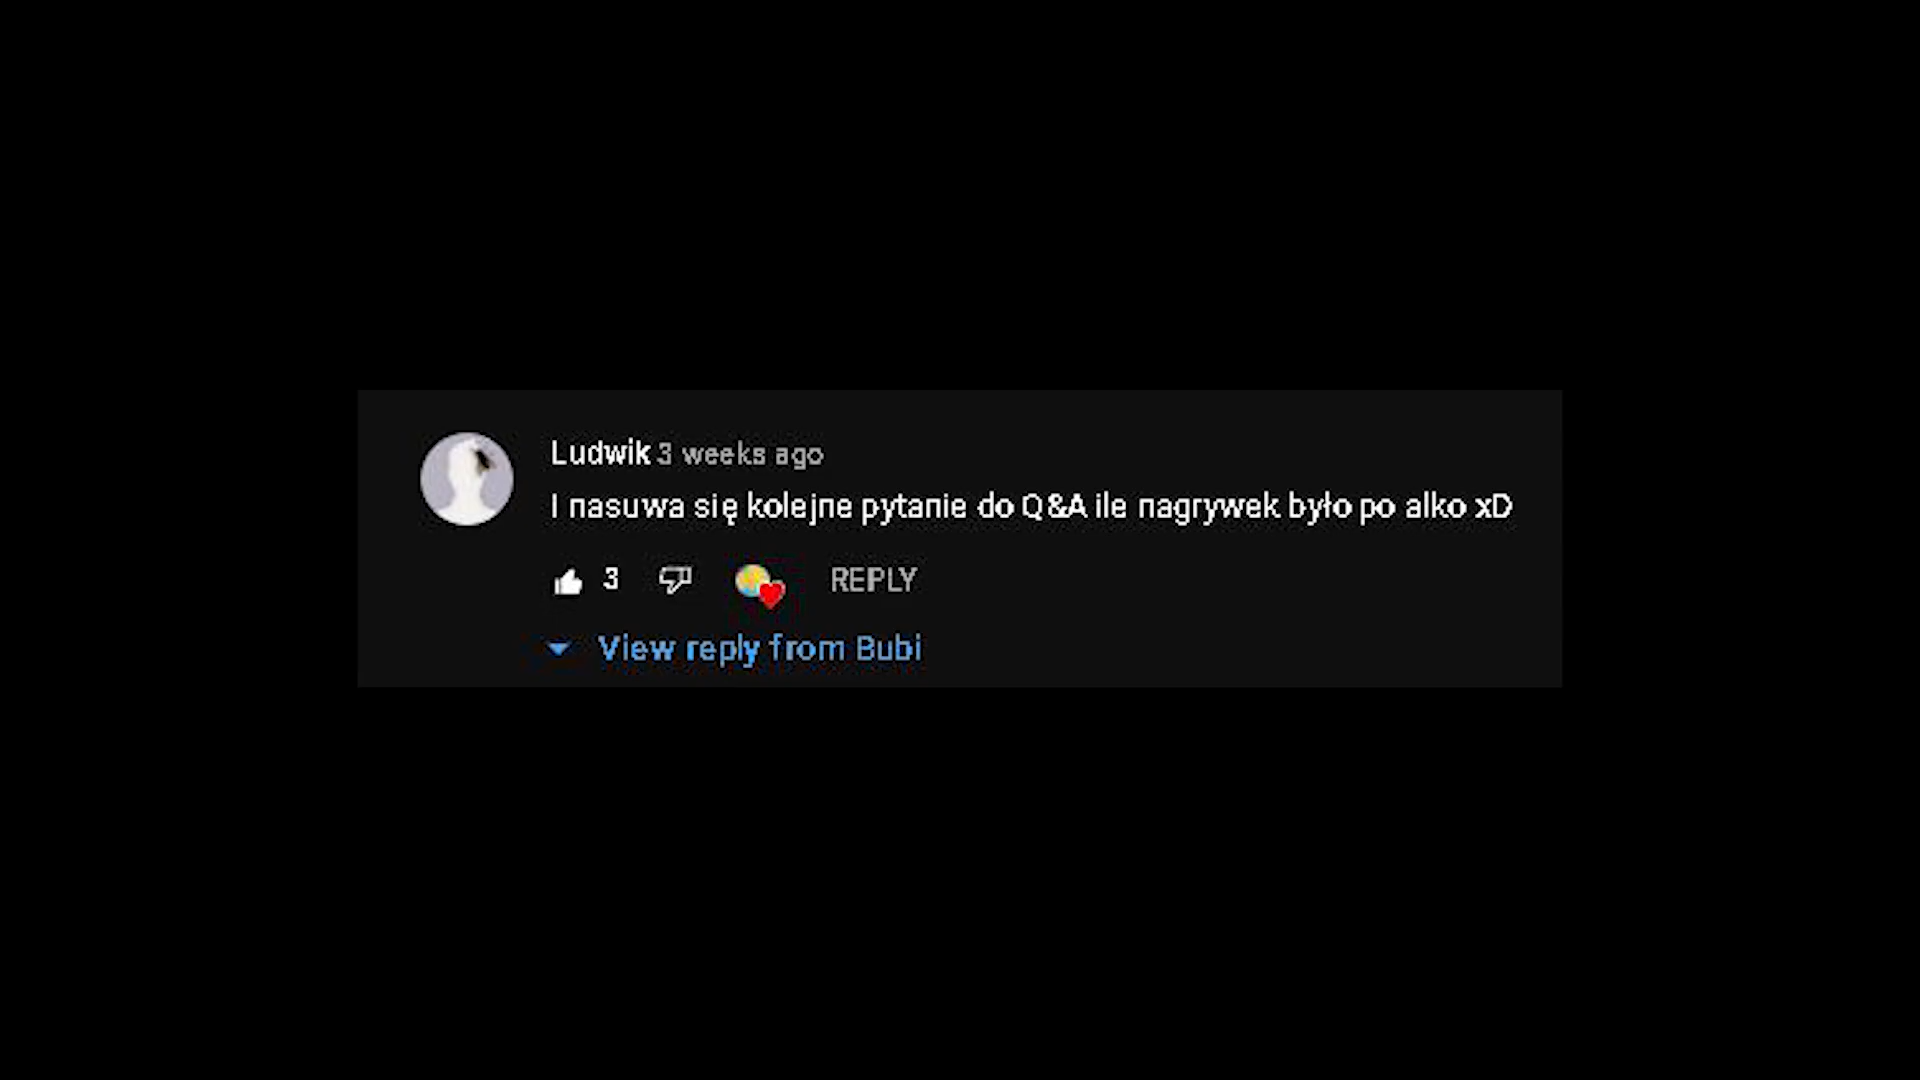 Ludwik 3 weeks ago
I nasuwa się kolejne pytanie do Q&A ile nagrywek było po alko xD
3 REPLY
View reply from Bubi